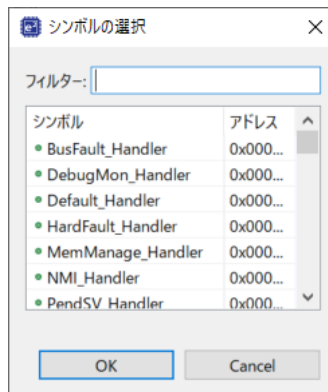 シンボルの選択
フィルター:
シンボル アドレス
BusFault_Handler 0x000...
DebugMon_Handler 0x000...
Default_Handler 0x000...
HardFault_Handler 0x000...
MemManage_Handler 0x000...
NMI_Handler 0x000...
PendSV_Handler 0x000...
OK Cancel